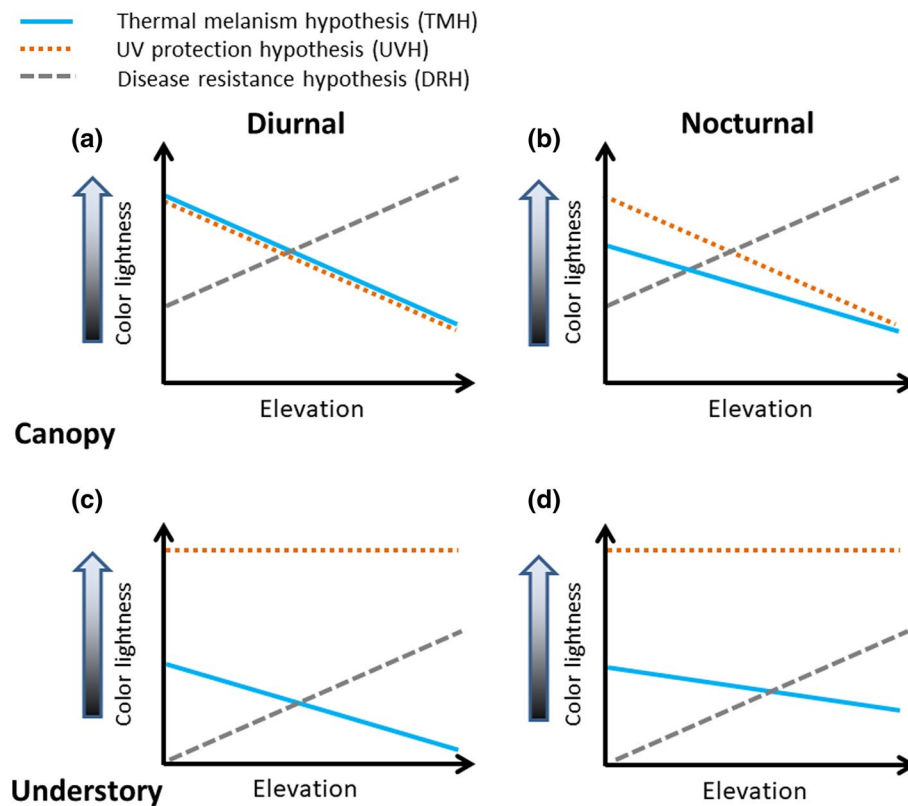 Thermal melanism hypothesis (TMH)
UV protection hypothesis (UVH)
Disease resistance hypothesis (DRH)
Diurnal
Nocturnal
(a)
(b)
Color lightness
Color lightness
Elevation
Elevation
Canopy
(c)
(d)
Color lightness
Color lightness
Elevation
Elevation
Understory